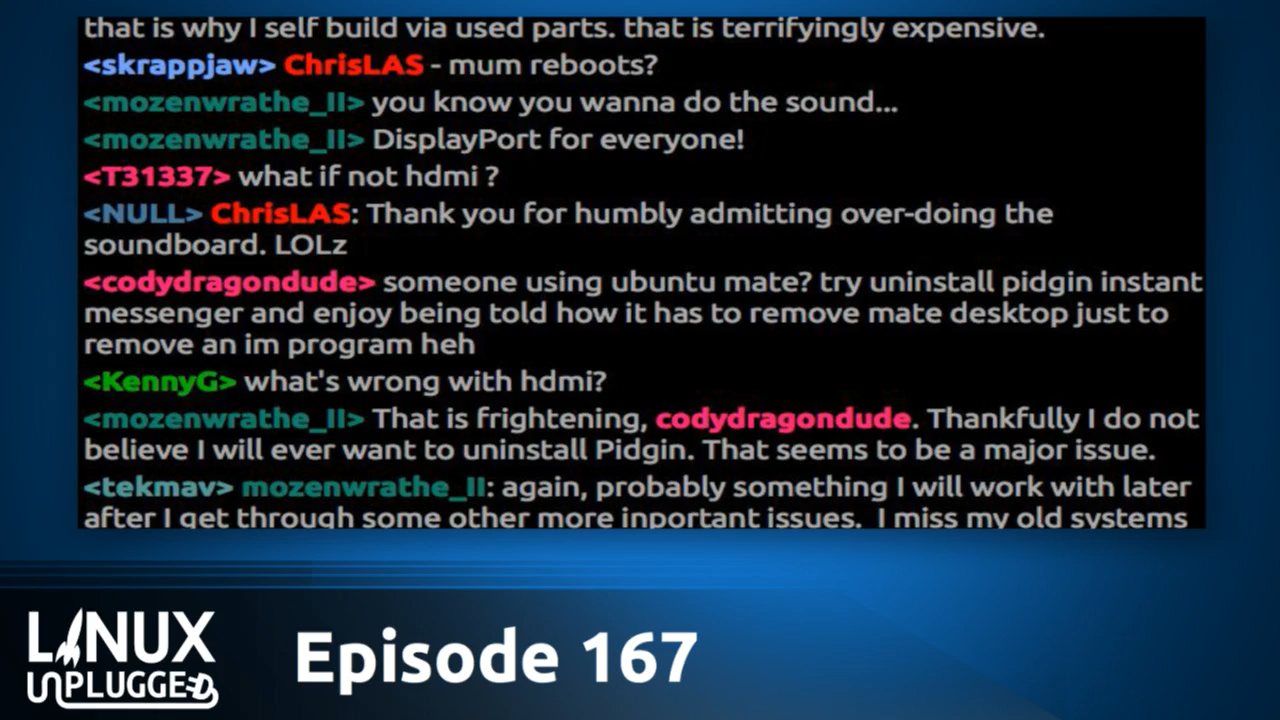 that is why I self build via used parts. that is terrifyingly expensive.
<skrappjaw> ChrisLAS - mum reboots?
<mozenwrathe_II> you know you wanna do the sound...
<mozenwrathe_II> DisplayPort for everyone!
<T31337> what if not hdmi ?
<NULL> ChrisLAS: Thank you for humbly admitting over-doing the
soundboard. LOLz
<codydragondude> someone using ubuntu mate? try uninstall pidgin instant
messenger and enjoy being told how it has to remove mate desktop just to
remove an im program heh
<KennyG> what's wrong with hdmi?
<mozenwrathe_II> That is frightening, codydragondude. Thankfully I do not
believe I will ever want to uninstall Pidgin. That seems to be a major issue.
<tekmav> mozenwrathe_II: again, probably something I will work with later
after I get through some other more inportant issues.  I miss my old systems
LINUX
UNPLUGGED
Episode 167